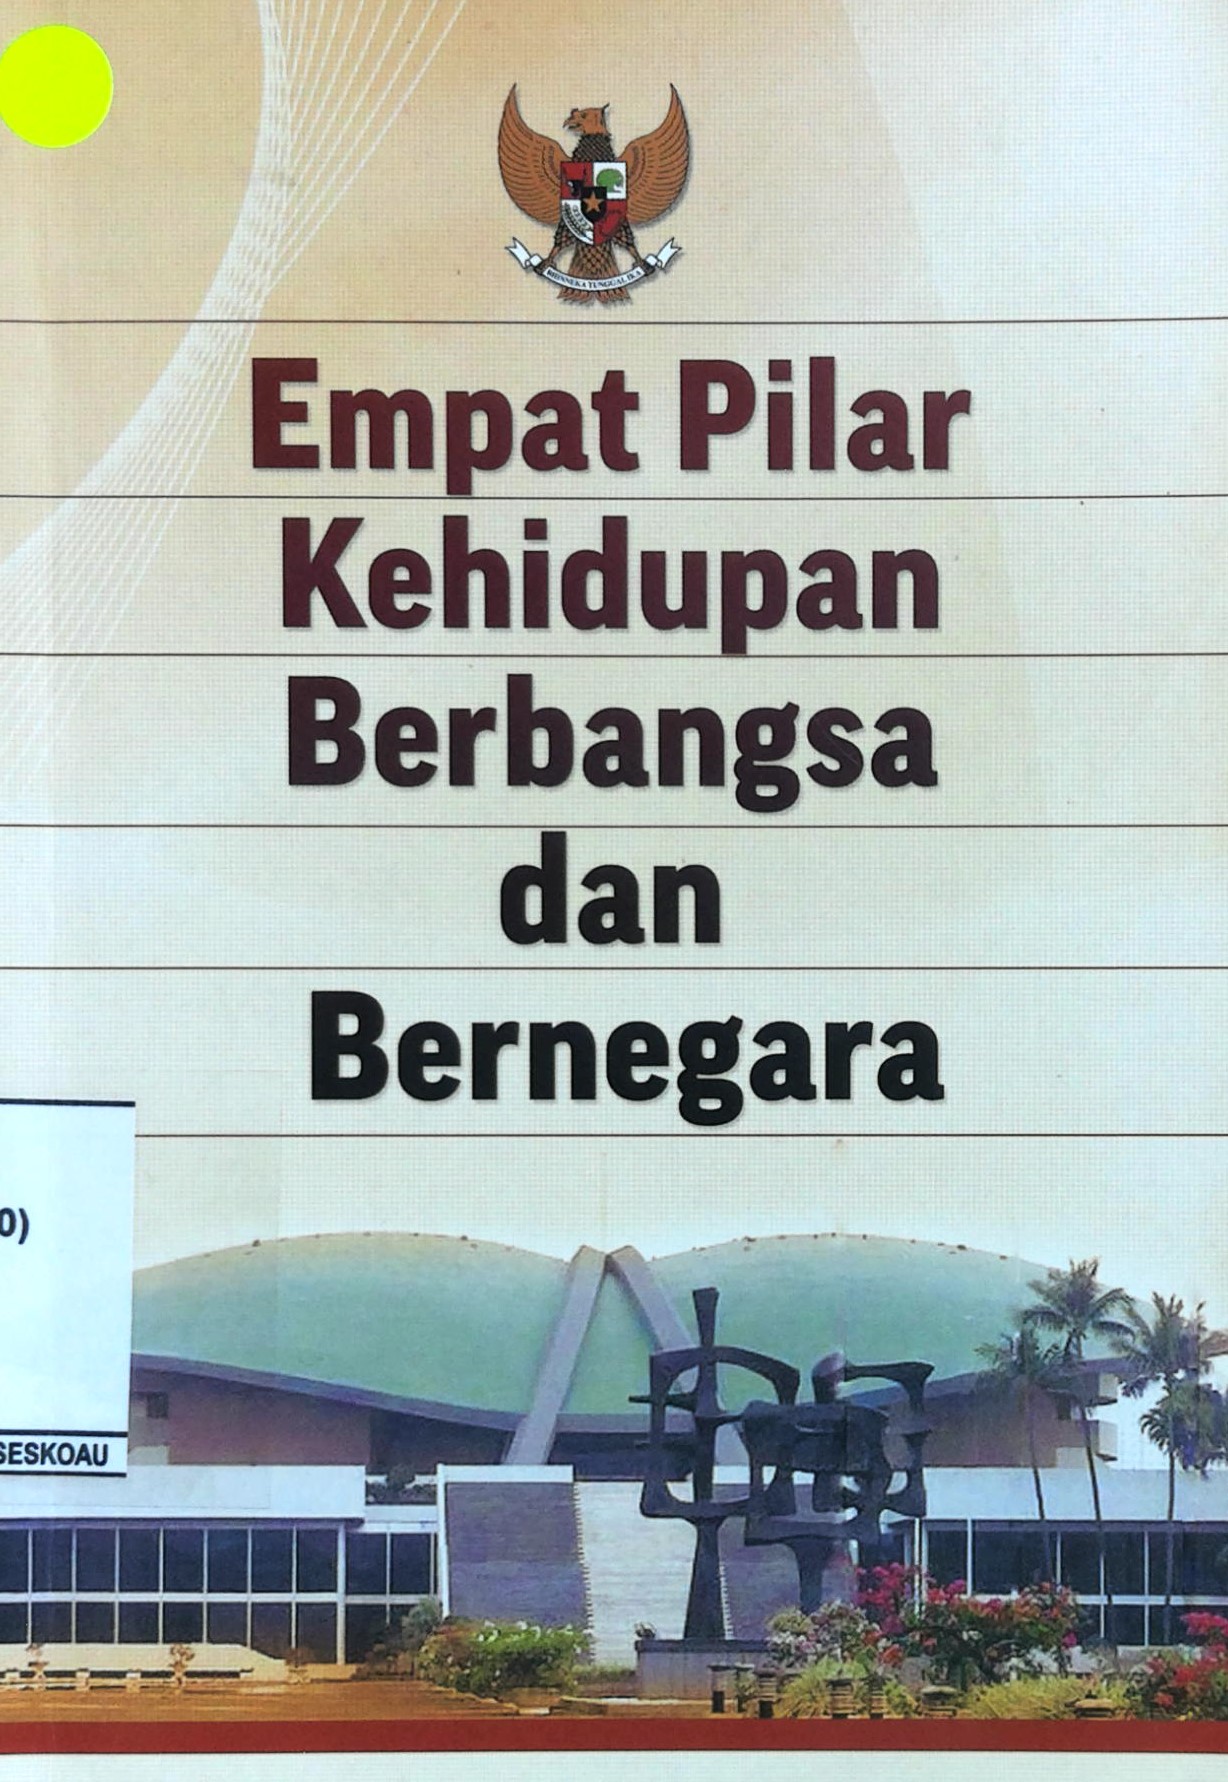 BHINNEKA TUNGGAL IKA
Empat Pilar
Kehidupan
Berbangsa
dan
Bernegara
0)
SESKOAU